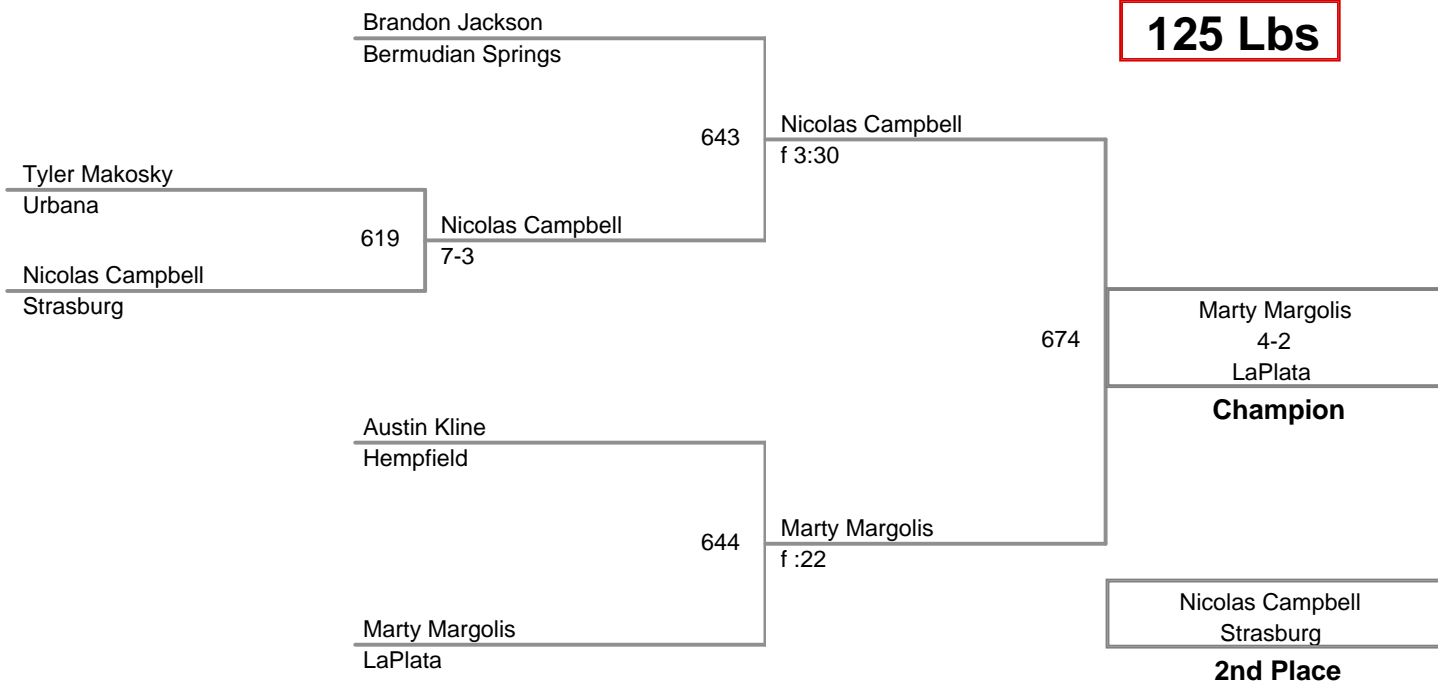 Brandon Jackson
Bermudian Springs
125 Lbs
643
Nicolas Campbell
f 3:30
Tyler Makosky
Urbana
619
Nicolas Campbell
7-3
Nicolas Campbell
Strasburg
674
Marty Margolis
4-2
LaPlata
Champion
Austin Kline
Hempfield
644
Marty Margolis
f :22
Marty Margolis
LaPlata
Nicolas Campbell
Strasburg
2nd Place